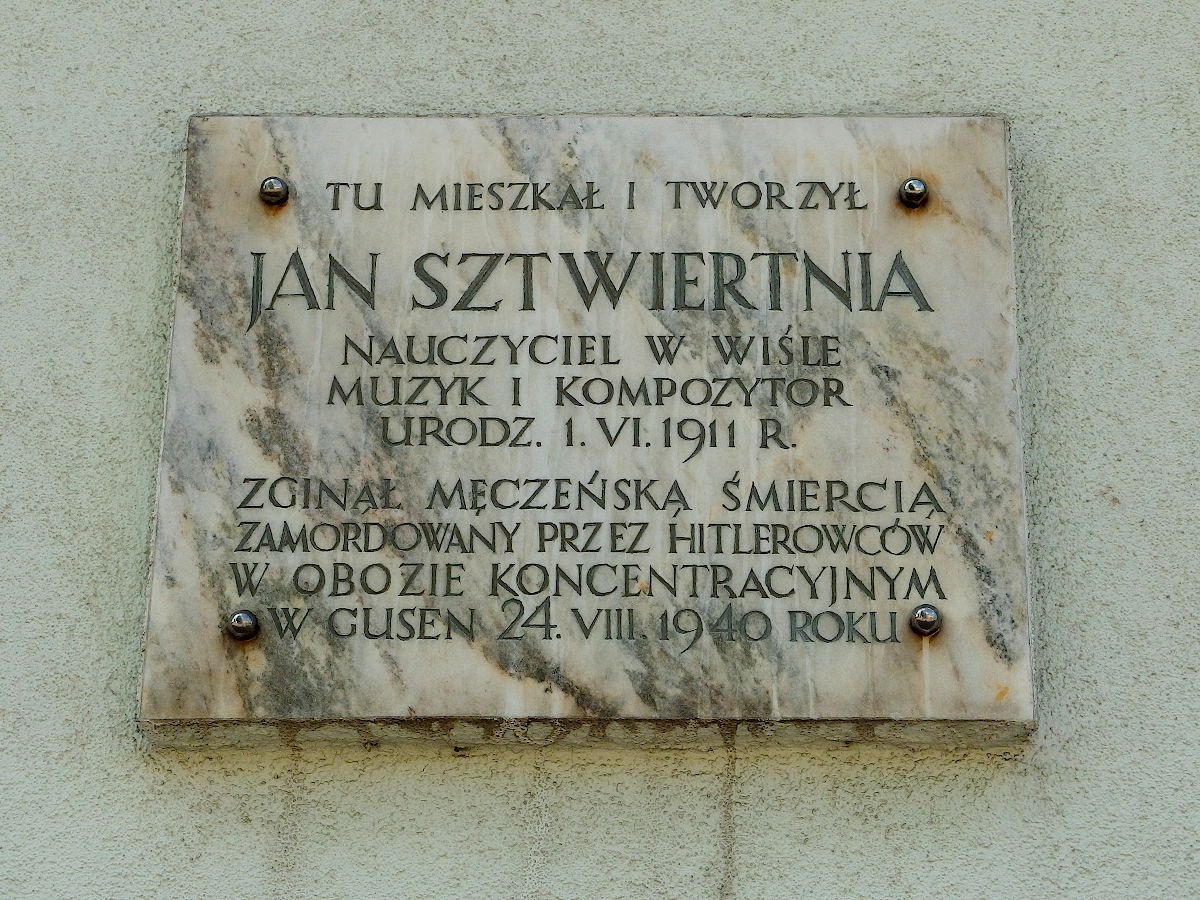 TU MIESZKAŁ I TWORZYŁ
JAN SZTWIERTNIA
NAUCZYCIEL W WIŚLE
MUZYK I KOMPOZYTOR
URODZ. 1. VI. 1911 R.
ZGINĄŁ MĘCZEŃSKĄ ŚMIERCIĄ
ZAMORDOWANY PRZEZ HITLEROWCÓW
W OBOZIE KONCENTRACYJNYM
W GUSEN 24. VIII. 1940 ROKU